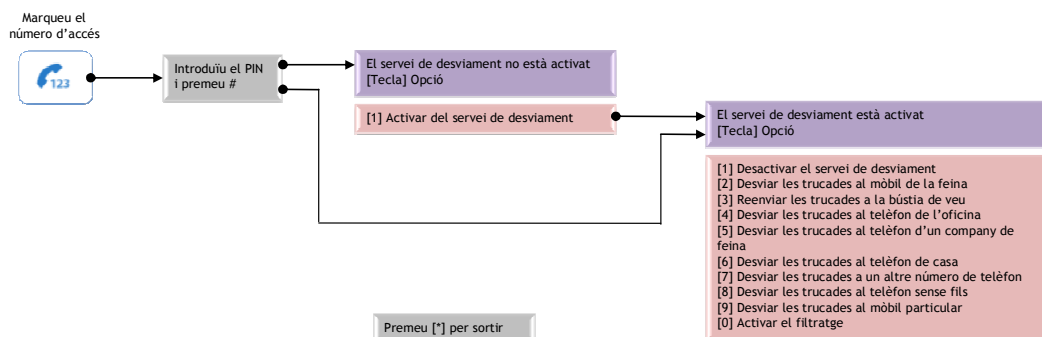 Marqueu el
número d’accés
123
Introduïu el PIN
i premeu #
El servei de desviament no està activat
[Tecla] Opció
[1] Activar del servei de desviament
El servei de desviament està activat
[Tecla] Opció
[1] Desactivar el servei de desviament
[2] Desviar les trucades al mòbil de la feina
[3] Reenviar les trucades a la bústia de veu
[4] Desviar les trucades al telèfon de l’oficina
[5] Desviar les trucades al telèfon d’un company de
feina
[6] Desviar les trucades al telèfon de casa
[7] Desviar les trucades a un altre número de telèfon
[8] Desviar les trucades al telèfon sense fils
[9] Desviar les trucades al mòbil particular
[0] Activar el filtratge
Premeu [*] per sortir